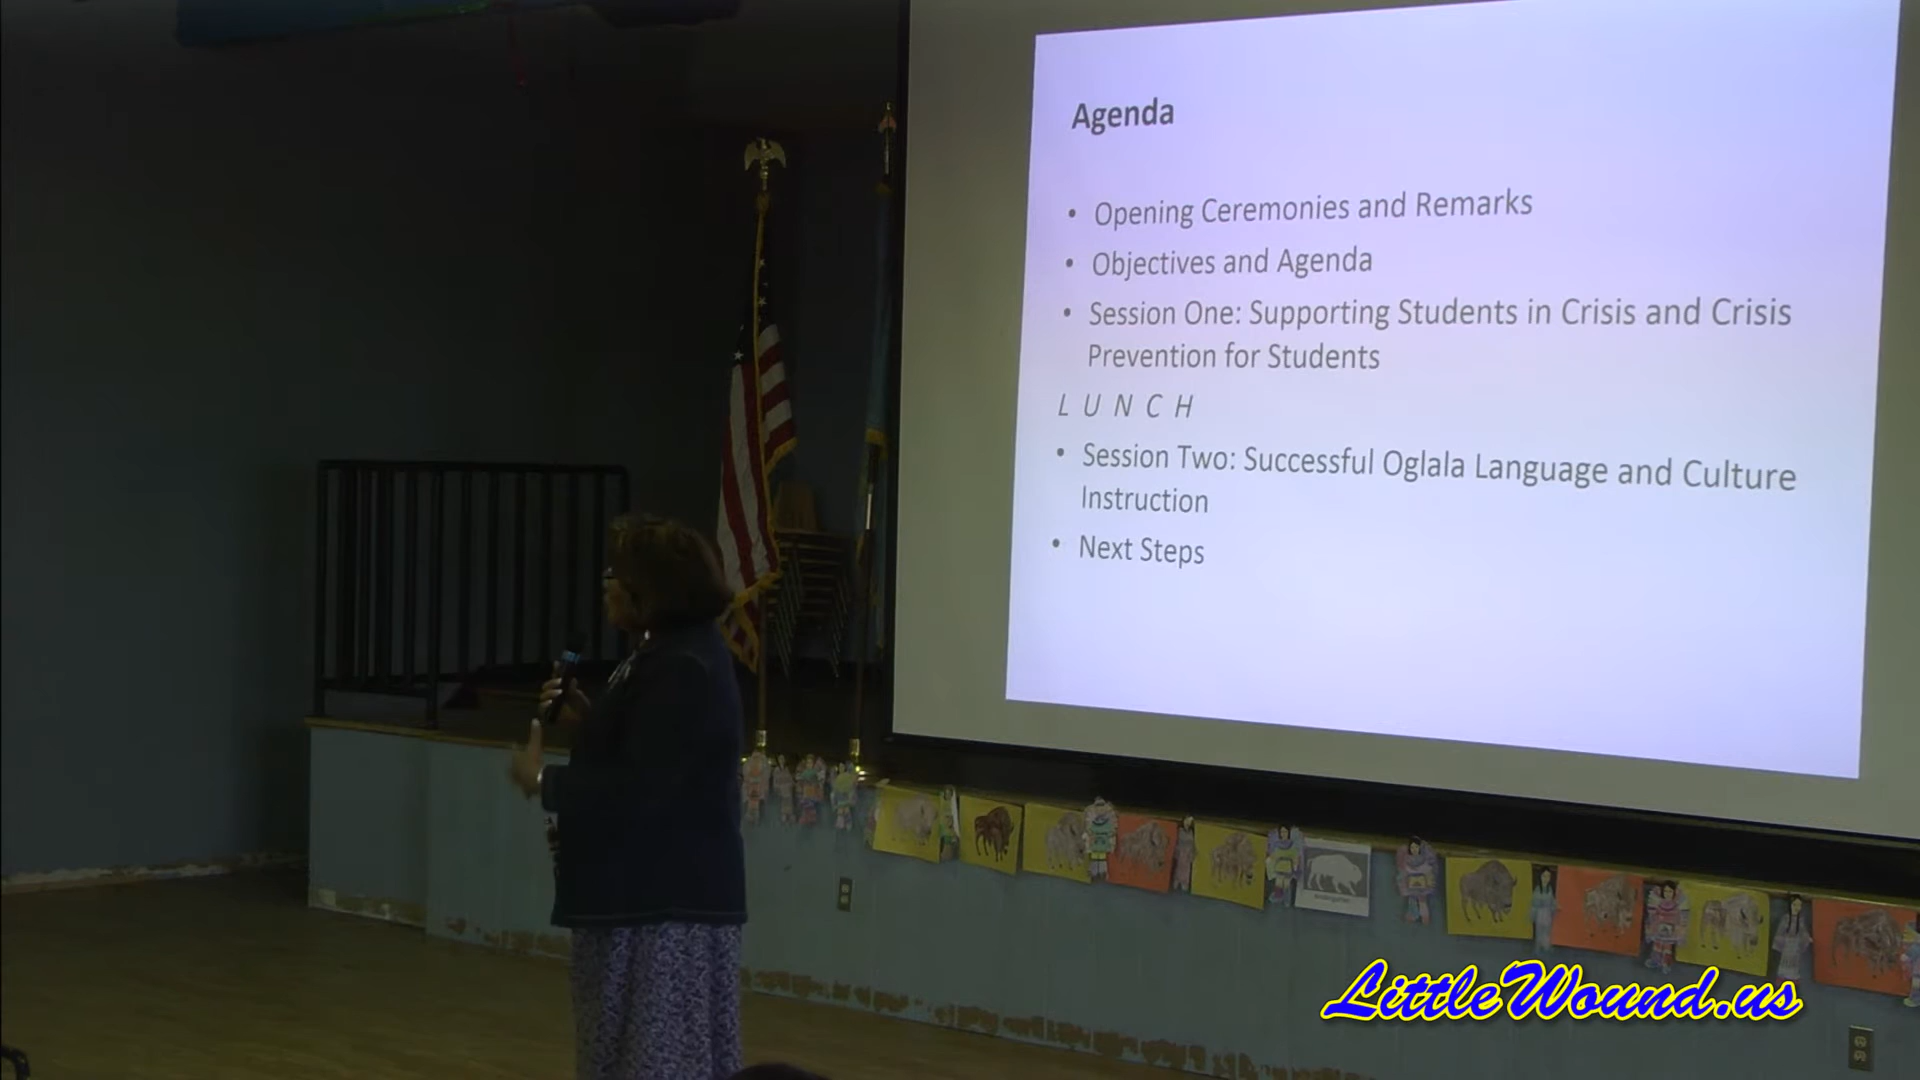 Agenda
• Opening Ceremonies and Remarks
• Objectives and Agenda
• Session One: Supporting Students in Crisis and Crisis
Prevention for Students
L U N C H
• Session Two: Successful Oglala Language and Culture
Instruction
• Next Steps
LittleWound.us